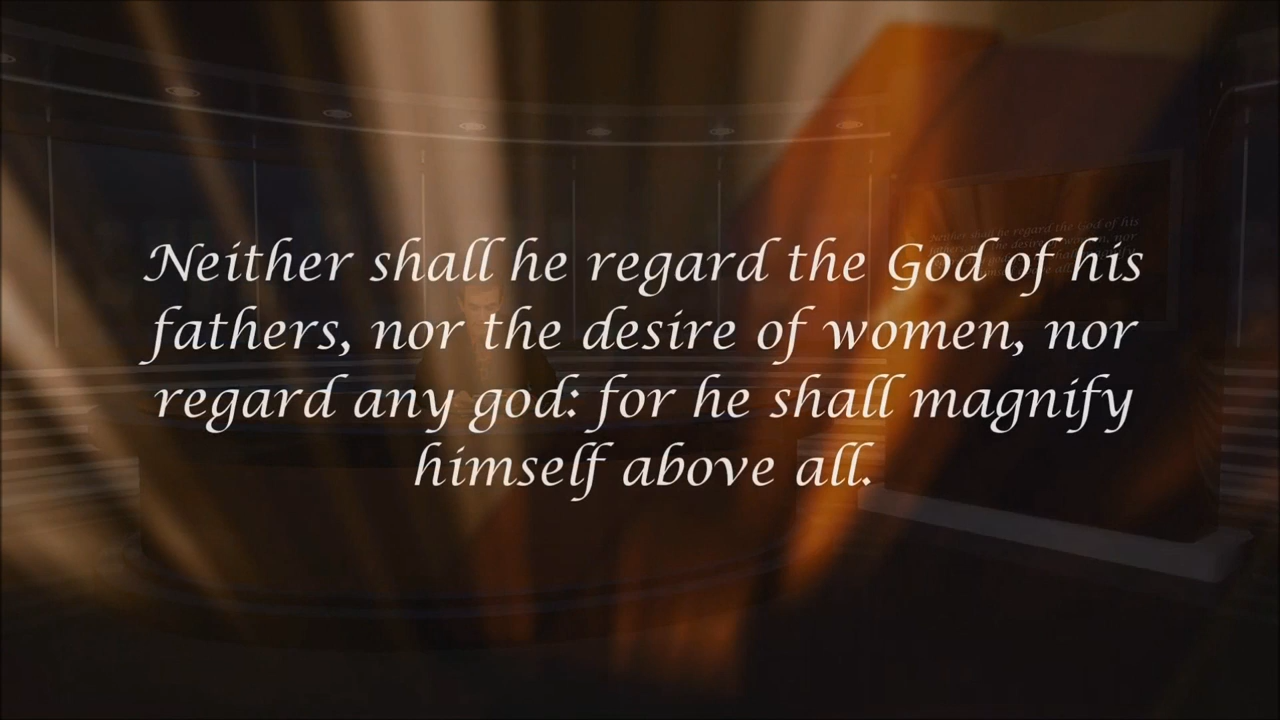 Neither shall he regard the God of his
fathers, nor the desire of women, nor
regard any god: for he shall magnify
himself above all.